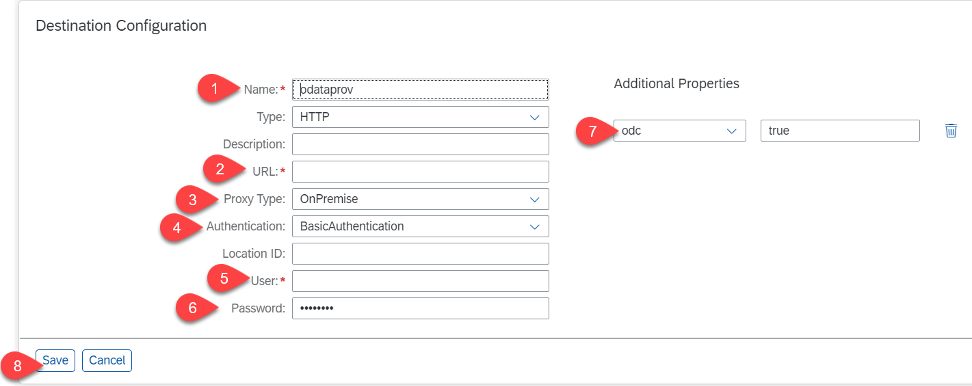 Destination Configuration
Additional Properties
1 Name:* odataprov
Type: HTTP
7 odc true
Description:
2 URL:*
3 Proxy Type: OnPremise
4 Authentication: BasicAuthentication
Location ID:
5 User:*
6 Password: ••••••••
8 Save Cancel